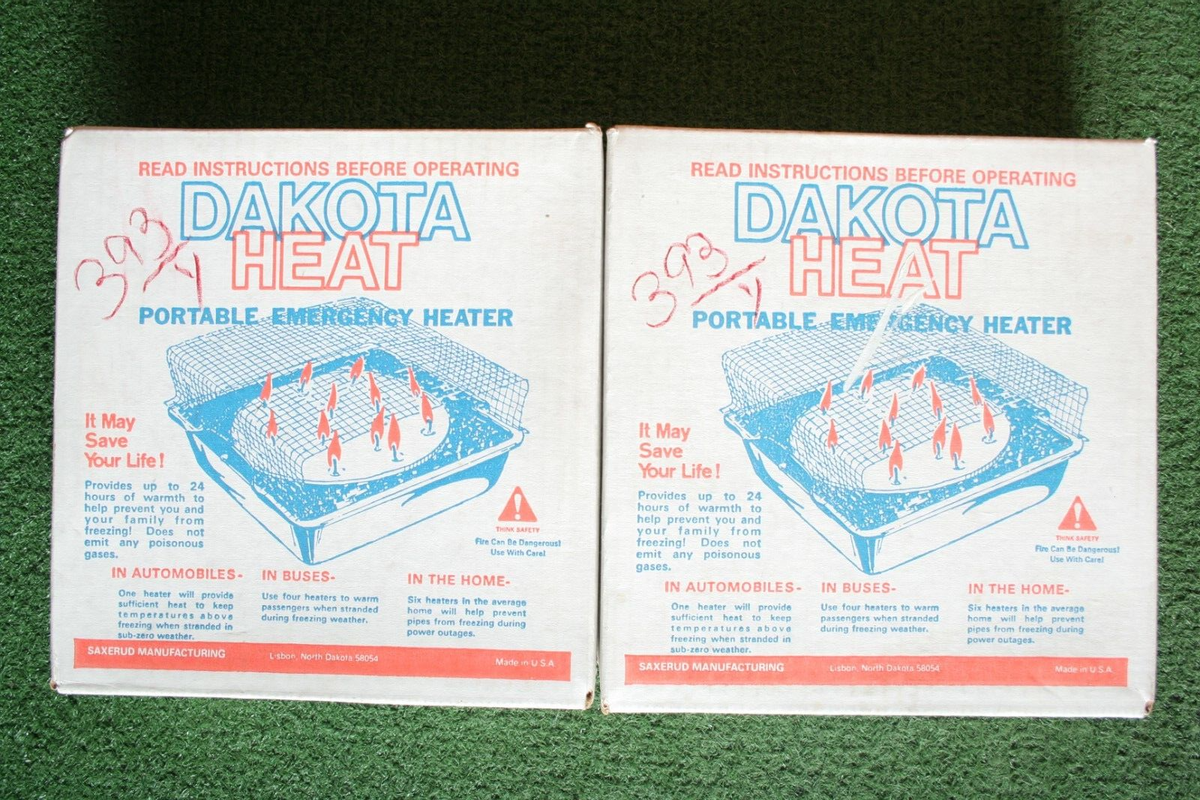 READ INSTRUCTIONS BEFORE OPERATING
DAKOTA
HEAT
393/Y
PORTABLE EMERGENCY HEATER
It May
Save
Your Life!
Provides up to 24
hours of warmth to
help prevent you and
your family from
freezing! Does not
emit any poisonous
gases.
THINK SAFETY
Fire Can Be Dangerous!
Use With Care!
IN AUTOMOBILES-
One heater will provide
sufficient heat to keep
temperatures above
freezing when stranded in
sub-zero weather.
IN BUSES-
Use four heaters to warm
passengers when stranded
during freezing weather.
IN THE HOME-
Six heaters in the average
home will help prevent
pipes from freezing during
power outages.
SAXERUD MANUFACTURING
Lisbon, North Dakota 58054
Made in U.S.A.
READ INSTRUCTIONS BEFORE OPERATING
DAKOTA
HEAT
393/Y
PORTABLE EMERGENCY HEATER
It May
Save
Your Life!
Provides up to 24
hours of warmth to
help prevent you and
your family from
freezing! Does not
emit any poisonous
gases.
THINK SAFETY
Fire Can Be Dangerous!
Use With Care!
IN AUTOMOBILES-
One heater will provide
sufficient heat to keep
temperatures above
freezing when stranded in
sub-zero weather.
IN BUSES-
Use four heaters to warm
passengers when stranded
during freezing weather.
IN THE HOME-
Six heaters in the average
home will help prevent
pipes from freezing during
power outages.
SAXERUD MANUFACTURING
Lisbon, North Dakota 58054
Made in U.S.A.